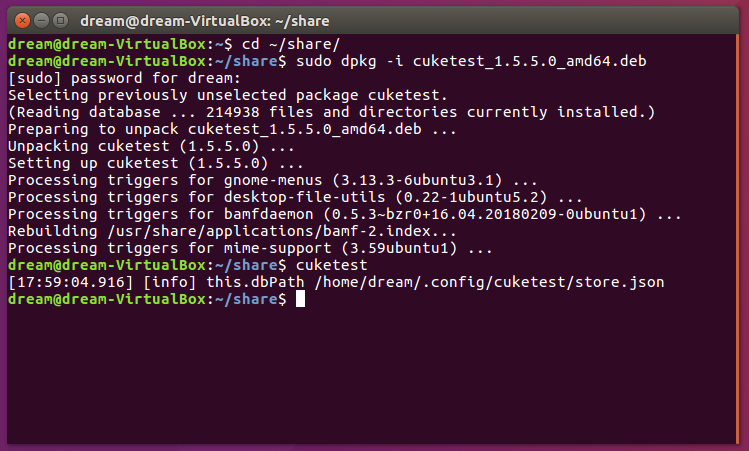 dream@dream-VirtualBox: ~/share
dream@dream-VirtualBox:~$ cd ~/share/
dream@dream-VirtualBox:~/share$ sudo dpkg -i cuketest_1.5.5.0_amd64.deb
[sudo] password for dream:
Selecting previously unselected package cuketest.
(Reading database ... 214938 files and directories currently installed.)
Preparing to unpack cuketest_1.5.5.0_amd64.deb ...
Unpacking cuketest (1.5.5.0) ...
Setting up cuketest (1.5.5.0) ...
Processing triggers for gnome-menus (3.13.3-6ubuntu3.1) ...
Processing triggers for desktop-file-utils (0.22-1ubuntu5.2) ...
Processing triggers for bamfdaemon (0.5.3~bzr0+16.04.20180209-0ubuntu1) ...
Rebuilding /usr/share/applications/bamf-2.index...
Processing triggers for mime-support (3.59ubuntu1) ...
dream@dream-VirtualBox:~/share$ cuketest
[17:59:04.916] [info] this.dbPath /home/dream/.config/cuketest/store.json
dream@dream-VirtualBox:~/share$